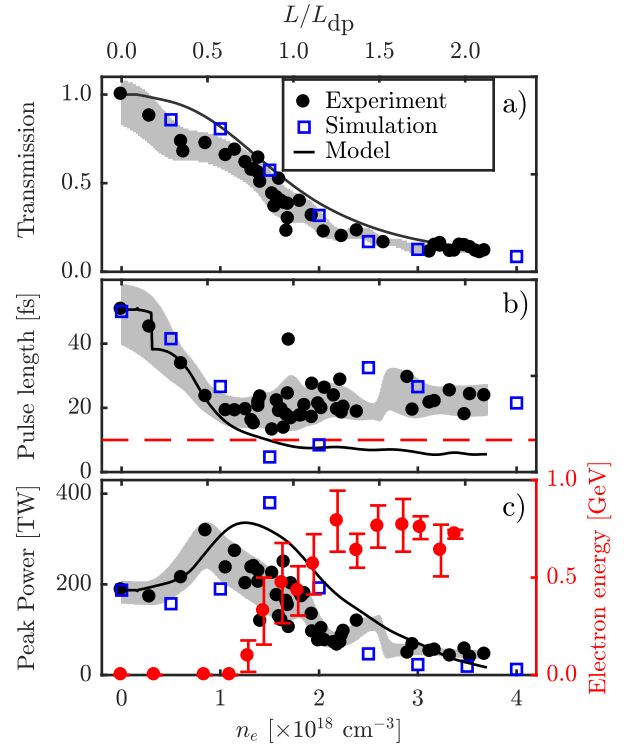 L/L_dp
0.0 0.5 1.0 1.5 2.0
1.0
0.5
0.0
Transmission
Experiment
Simulation
Model
a)
40
20
0
Pulse length [fs]
b)
400
200
0
Peak Power [TW]
c)
1.0
0.5
0.0
Electron energy [GeV]
0 1 2 3 4
n_e [×10^18 cm^−3]